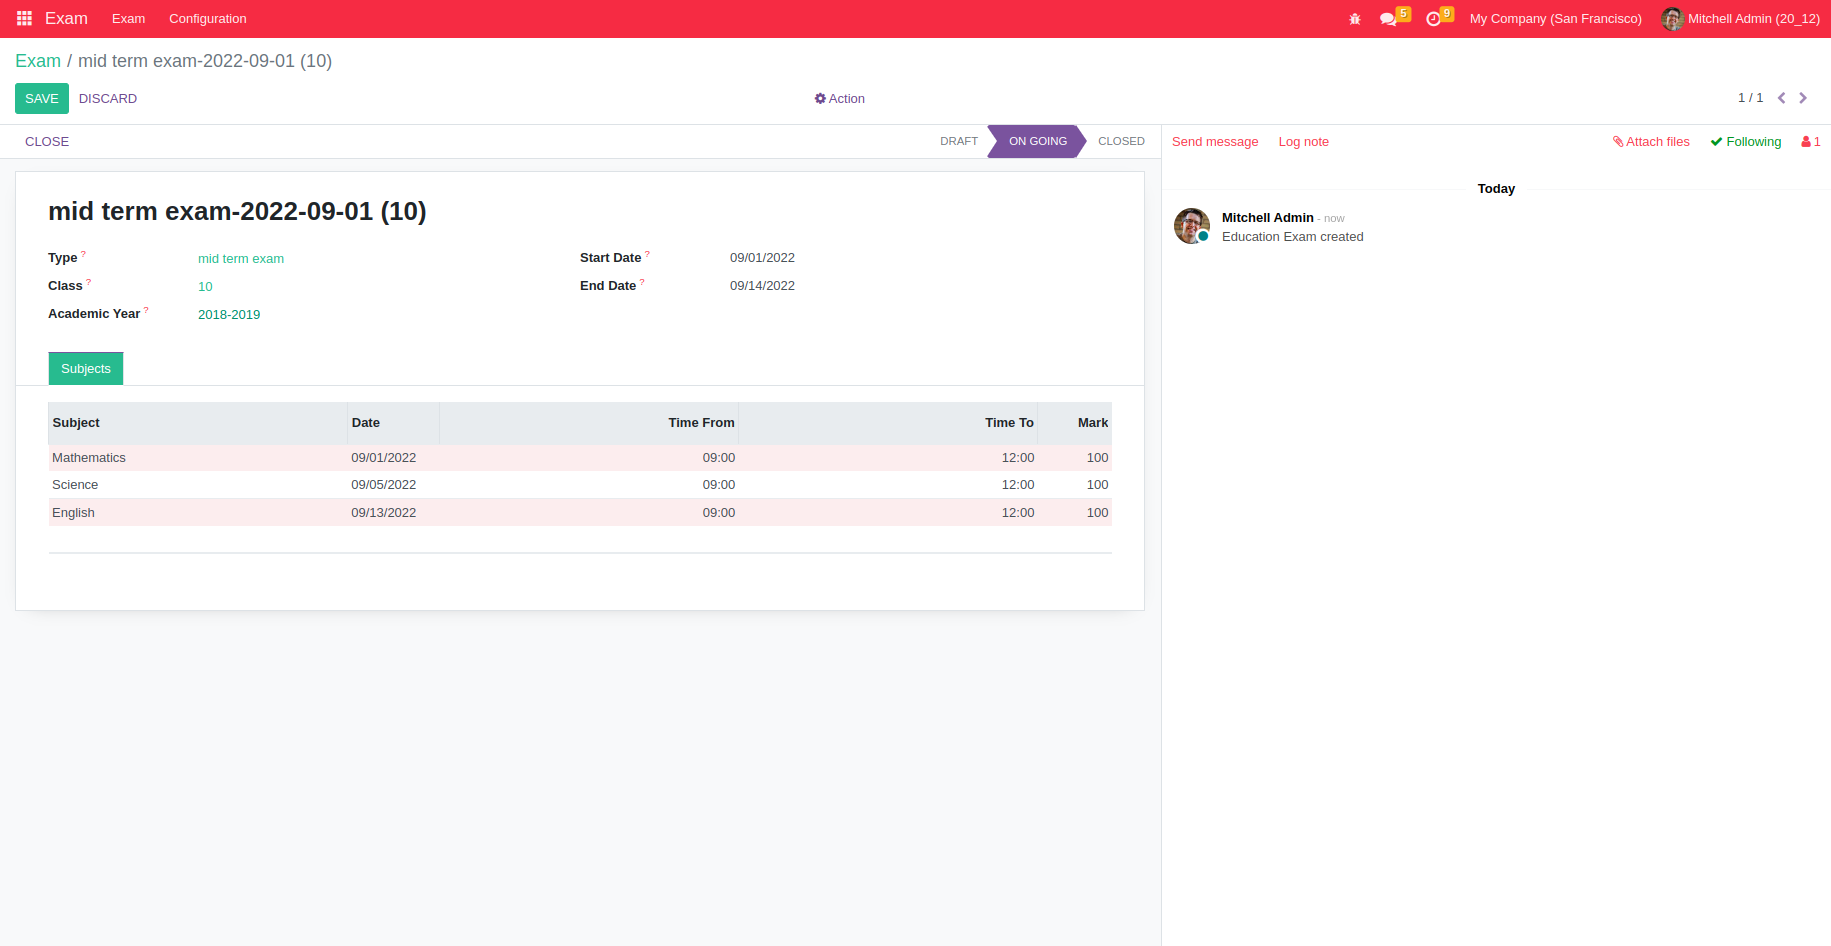 Exam Exam Configuration 5 9 My Company (San Francisco) Mitchell Admin (20_12)
Exam / mid term exam-2022-09-01 (10)
SAVE DISCARD Action 1 / 1
CLOSE DRAFT ON GOING CLOSED
Send message Log note Attach files Following 1
mid term exam-2022-09-01 (10)
Type ? mid term exam Start Date ? 09/01/2022
Class ? 10 End Date ? 09/14/2022
Academic Year ? 2018-2019
Subjects
Subject Date Time From Time To Mark
Mathematics 09/01/2022 09:00 12:00 100
Science 09/05/2022 09:00 12:00 100
English 09/13/2022 09:00 12:00 100
Today
Mitchell Admin - now
Education Exam created